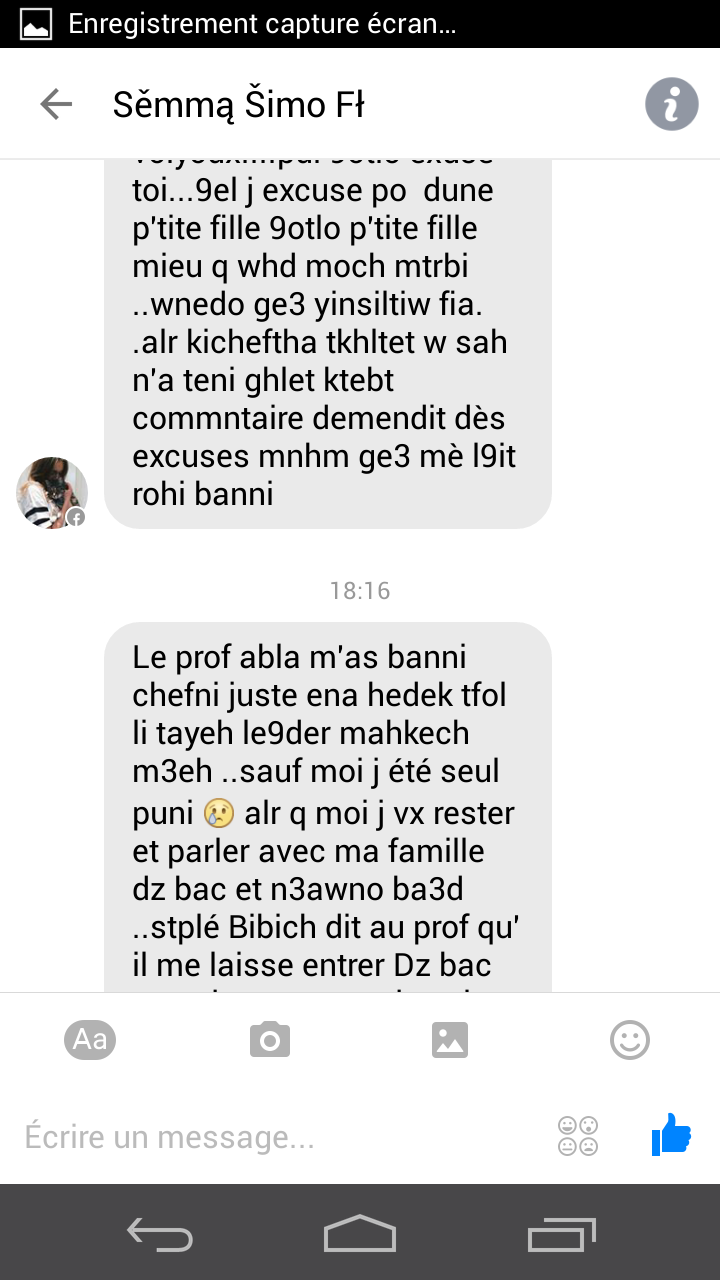 Enregistrement capture écran...
Sěmmą Šimo Fł
toi...9el j excuse po dune
p'tite fille 9otlo p'tite fille
mieu q whd moch mtrbi
..wnedo ge3 yinsiltiw fia.
.alr kicheftha tkhltet w sah
n'a teni ghlet ktebt
commntaire demendit dès
excuses mnhm ge3 mè l9it
rohi banni
18:16
Le prof abla m'as banni
chefni juste ena hedek tfol
li tayeh le9der mahkech
m3eh ..sauf moi j été seul
puni 😢 alr q moi j vx rester
et parler avec ma famille
dz bac et n3awno ba3d
..stplé Bibich dit au prof qu'
il me laisse entrer Dz bac
Aa
Écrire un message...